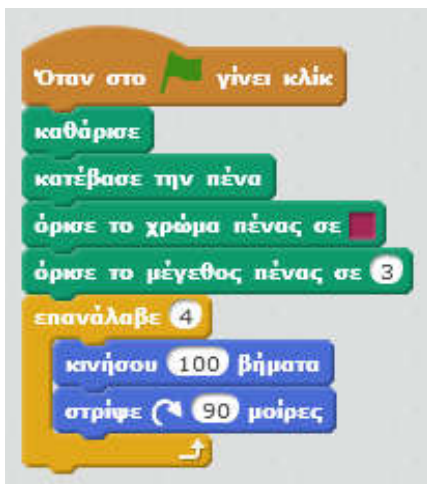 Όταν στο γίνει κλίκ
καθάρισε
κατέβασε την πένα
όρισε το χρώμα πένας σε
όρισε το μέγεθος πένας σε 3
επανάλαβε 4
κινήσου 100 βήματα
στρίψε 90 μοίρες